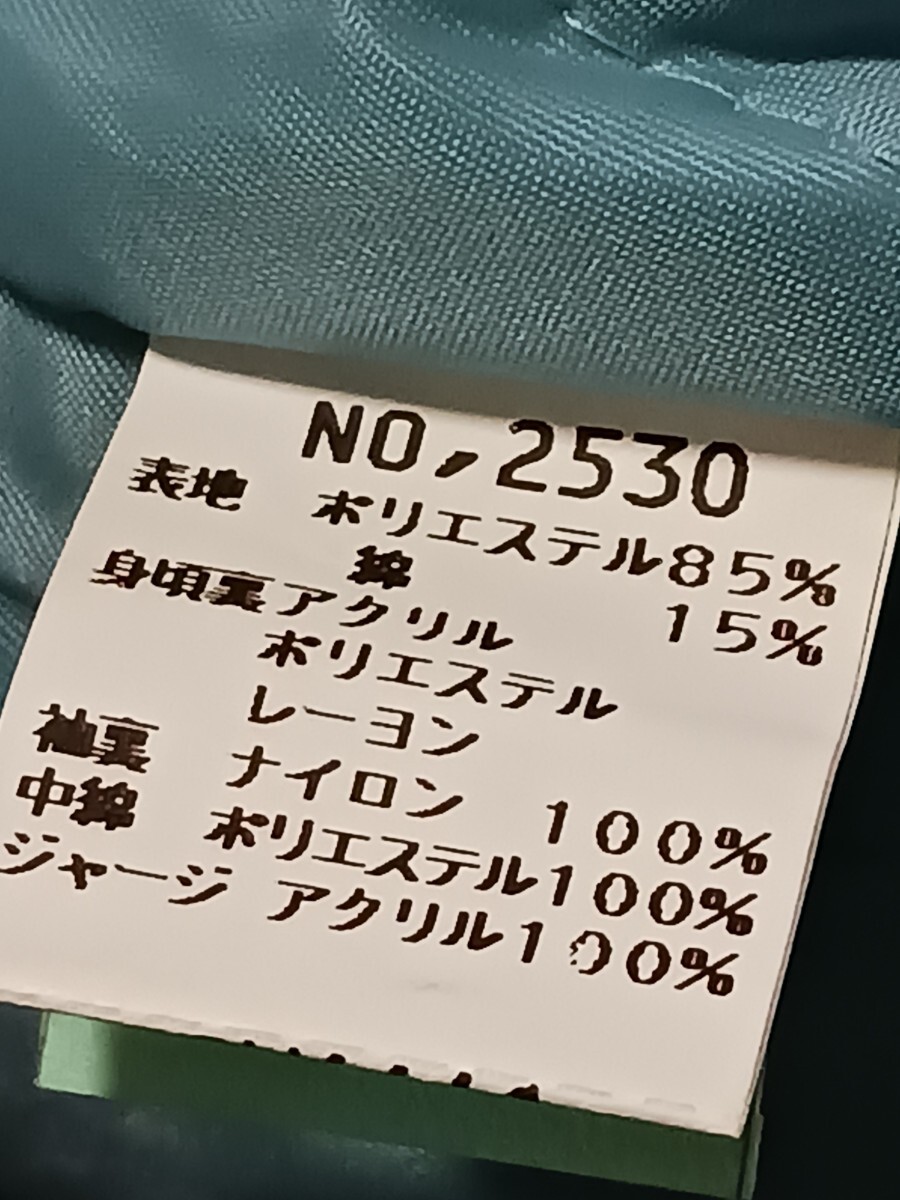 NO,2530
表地 ポリエステル85%
綿 15%
身頃裏アクリル
ポリエステル
レーヨン
袖裏 ナイロン 100%
中綿 ポリエステル100%
ジャージ アクリル100%